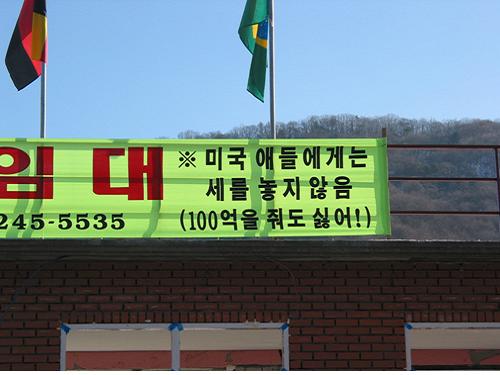 임대
245-5535
※ 미국 애들에게는
세를 놓지 않음
(100억을 줘도 싫어!)